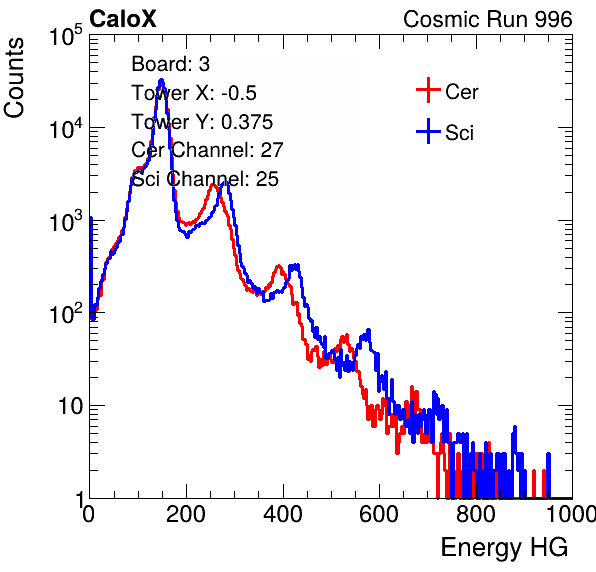 CaloX Cosmic Run 996
Counts
Board: 3
Tower X: -0.5
Tower Y: 0.375
Cer Channel: 27
Sci Channel: 25
Cer
Sci
10^5
10^4
10^3
10^2
10
1
0 200 400 600 800 1000
Energy HG